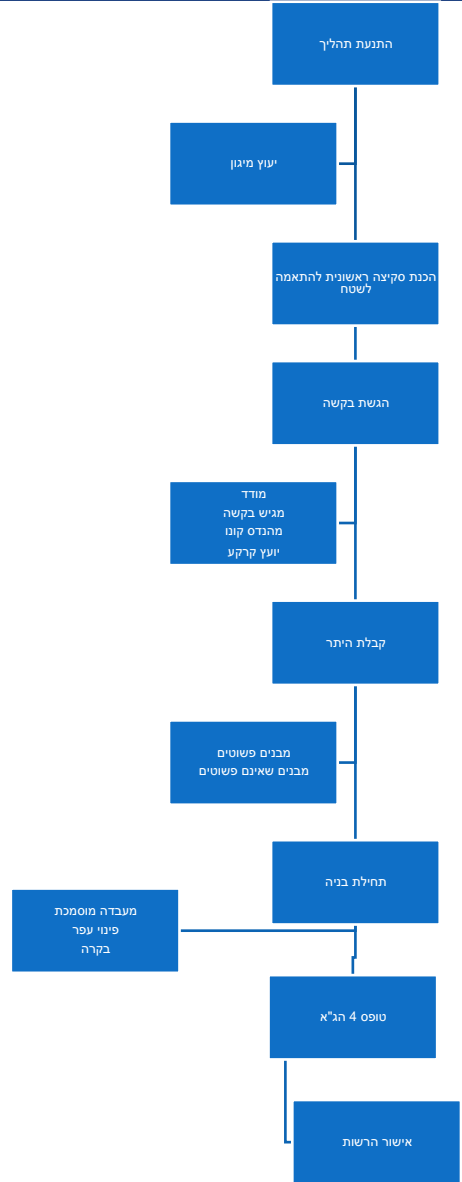 התנעת תהליך
יעוץ מיגון
הכנת סקיצה ראשונית להתאמה
לשטח
הגשת בקשה
מודד
מגיש בקשה
מהנדס קונו
יועץ קרקע
קבלת היתר
מבנים פשוטים
מבנים שאינם פשוטים
תחילת בניה
מעבדה מוסמכת
פינוי עפר
בקרה
טופס 4 הג"א
אישור הרשות